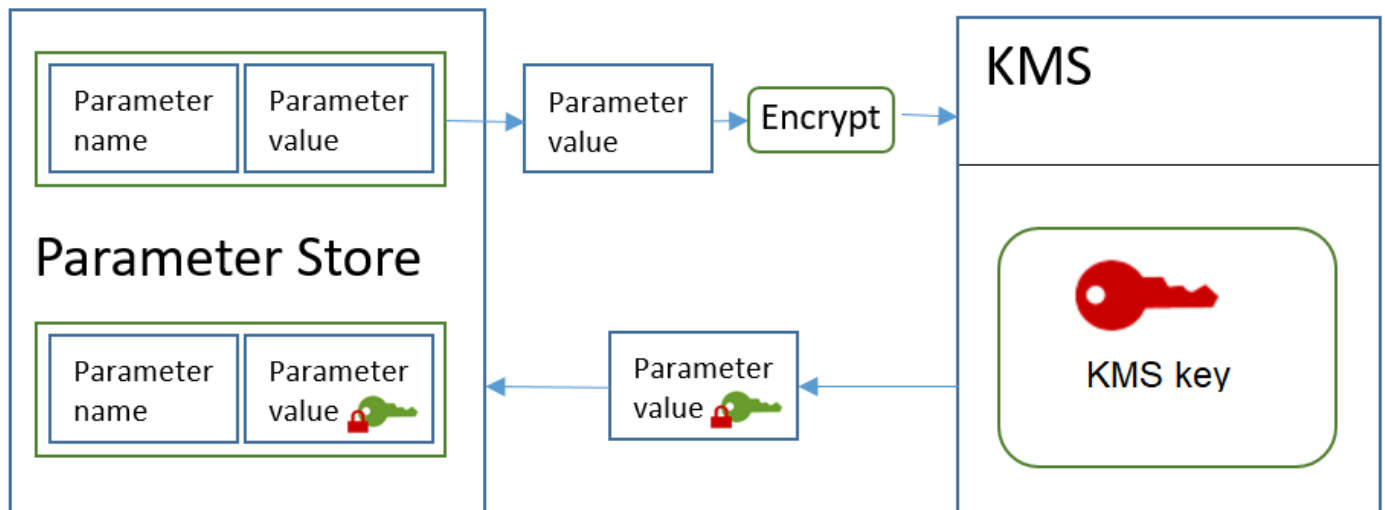 Parameter
name
Parameter
value
Parameter
value
Encrypt
KMS
Parameter Store
KMS key
Parameter
name
Parameter
value
Parameter
value